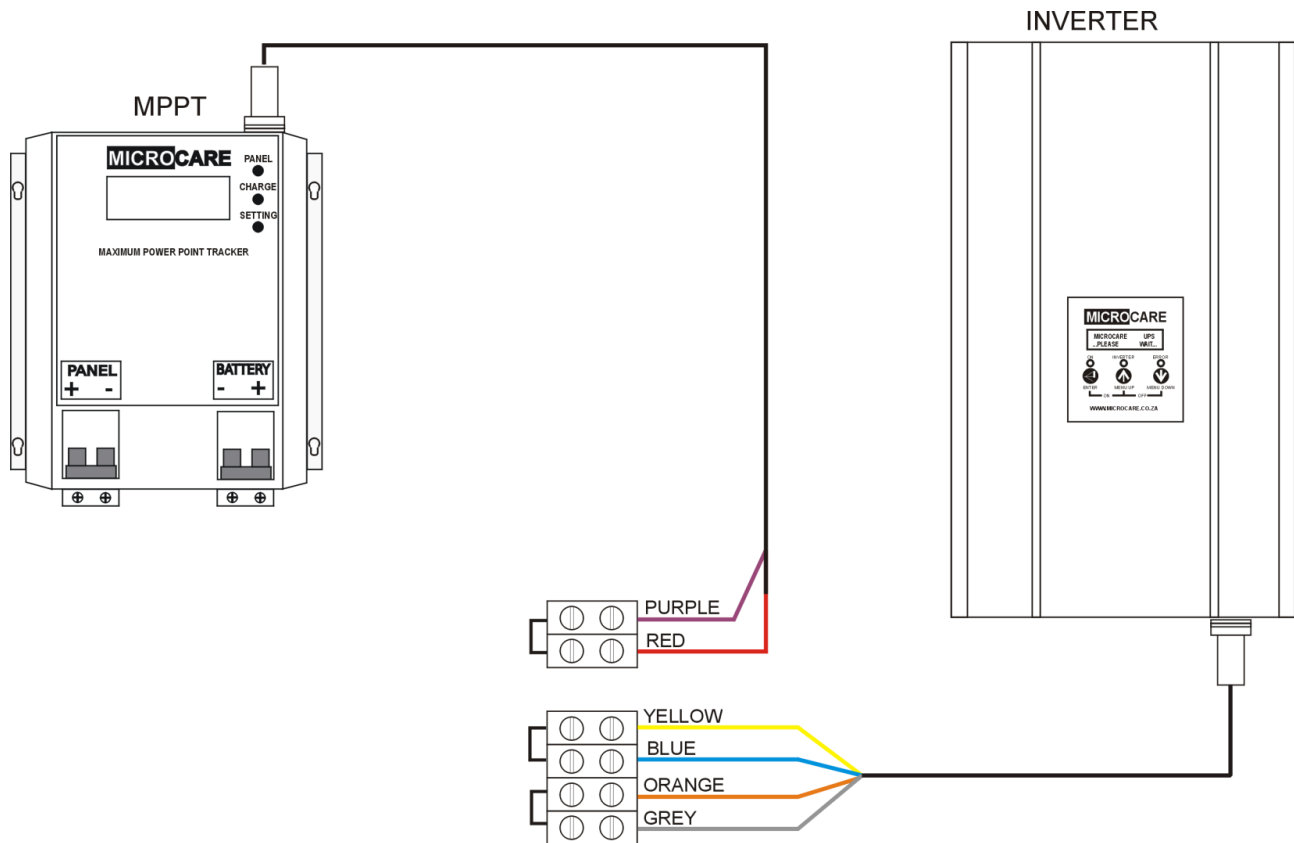 INVERTER
MPPT
MICROCARE
PANEL
CHARGE
SETTING
MAXIMUM POWER POINT TRACKER
PANEL
+ -
BATTERY
- +
MICROCARE
MICROCARE UPS
...PLEASE WAIT...
ON INVERTER ERROR
ENTER MENU UP MENU DOWN
ON OFF
WWW.MICROCARE.CO.ZA
PURPLE
RED
YELLOW
BLUE
ORANGE
GREY